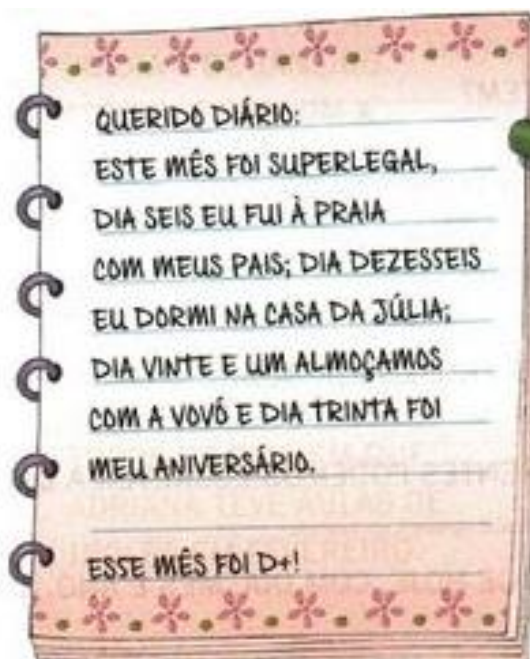 QUERIDO DIÁRIO:
ESTE MÊS FOI SUPERLEGAL,
DIA SEIS EU FUI À PRAIA
COM MEUS PAIS; DIA DEZESSEIS
EU DORMI NA CASA DA JÚLIA;
DIA VINTE E UM ALMOÇAMOS
COM A VOVÓ E DIA TRINTA FOI
MEU ANIVERSÁRIO.
ESSE MÊS FOI D+!